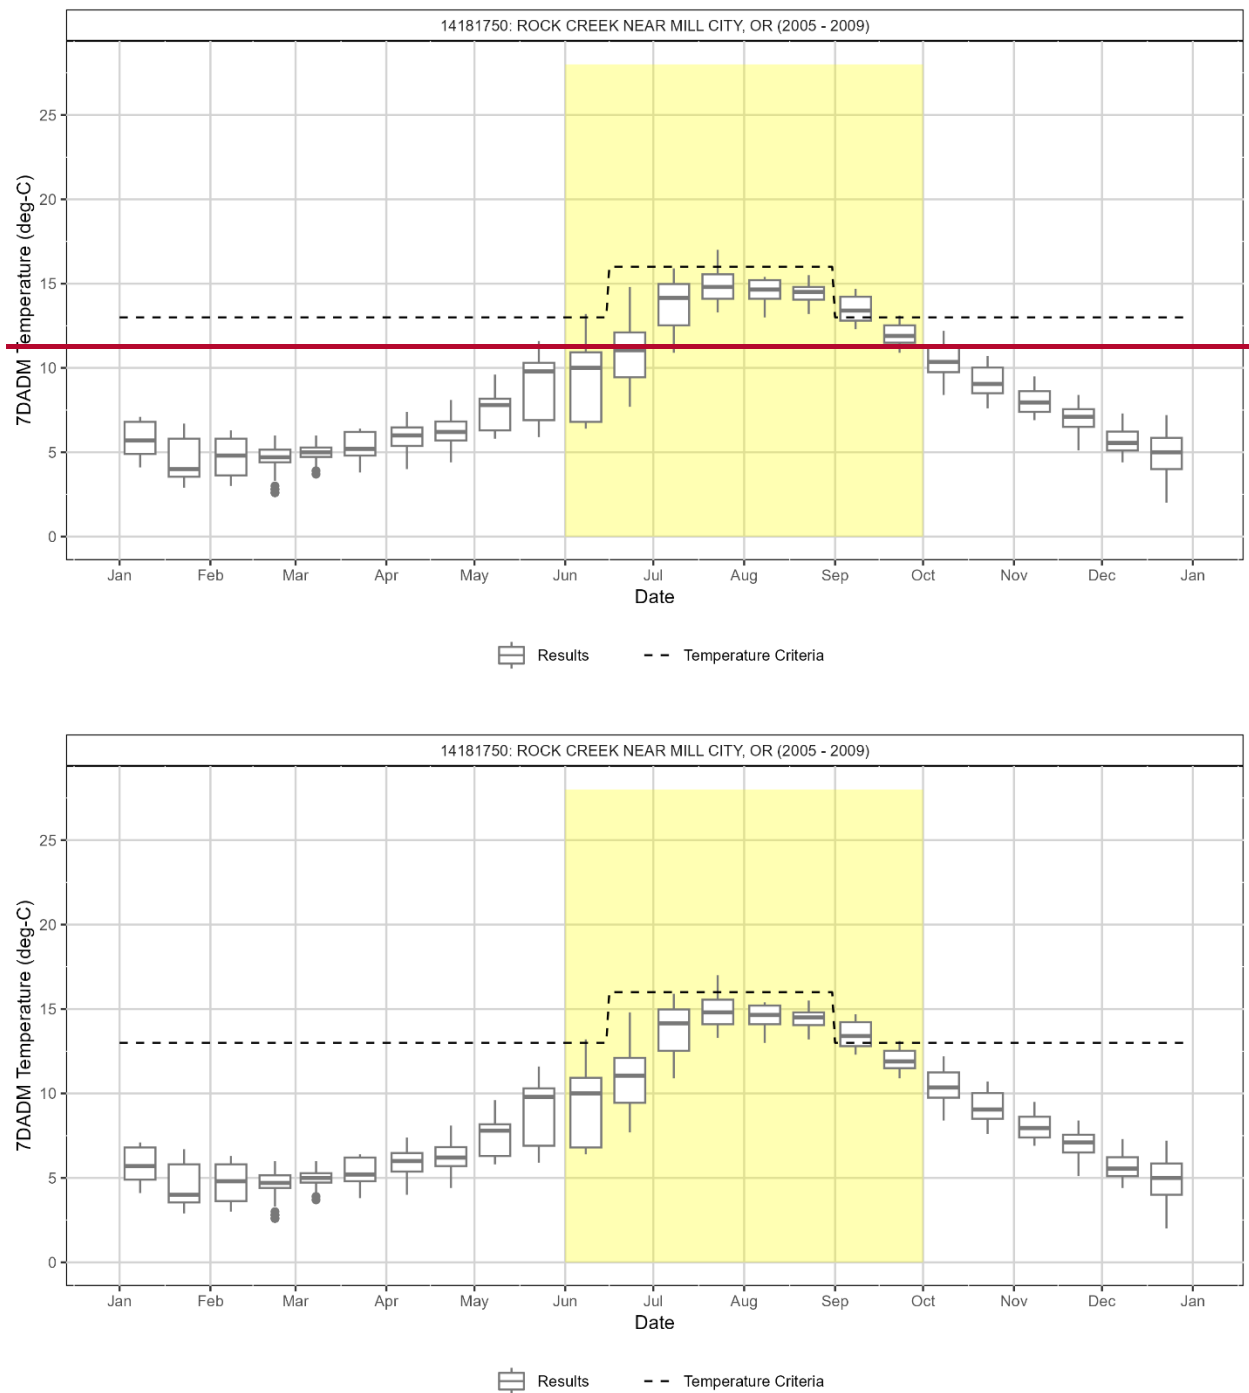 14181750: ROCK CREEK NEAR MILL CITY, OR (2005 - 2009)
7DADM Temperature (deg-C)
25
20
15
10
5
0
Jan Feb Mar Apr May Jun Jul Aug Sep Oct Nov Dec Jan
Date
Results Temperature Criteria
14181750: ROCK CREEK NEAR MILL CITY, OR (2005 - 2009)
7DADM Temperature (deg-C)
25
20
15
10
5
0
Jan Feb Mar Apr May Jun Jul Aug Sep Oct Nov Dec Jan
Date
Results Temperature Criteria